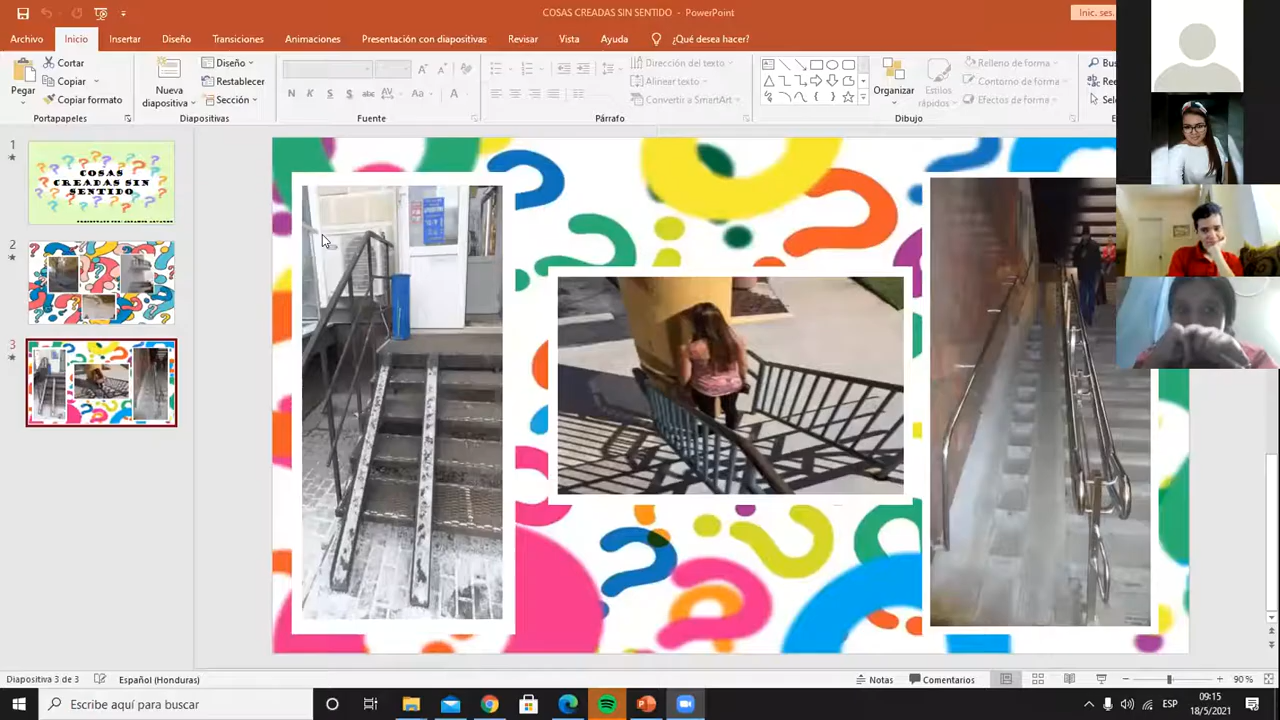 COSAS CREADAS SIN SENTIDO - PowerPoint
Inic. ses.
Archivo Inicio Insertar Diseño Transiciones Animaciones Presentación con diapositivas Revisar Vista Ayuda ¿Qué desea hacer?
Pegar
Cortar
Copiar
Copiar formato
Portapapeles
Nueva
diapositiva
Diseño
Restablecer
Sección
Diapositivas
N K S S
Fuente
Dirección del texto
Alinear texto
Convertir a SmartArt
Párrafo
Organizar
Estilos
rápidos
Relleno de forma
Contorno de forma
Efectos de forma
Dibujo
1
COSAS
CREADAS SIN
SENTIDO
2
3
Diapositiva 3 de 3 Español (Honduras) Notas Comentarios 90 %
Escribe aquí para buscar
ESP
09:15
18/5/2021